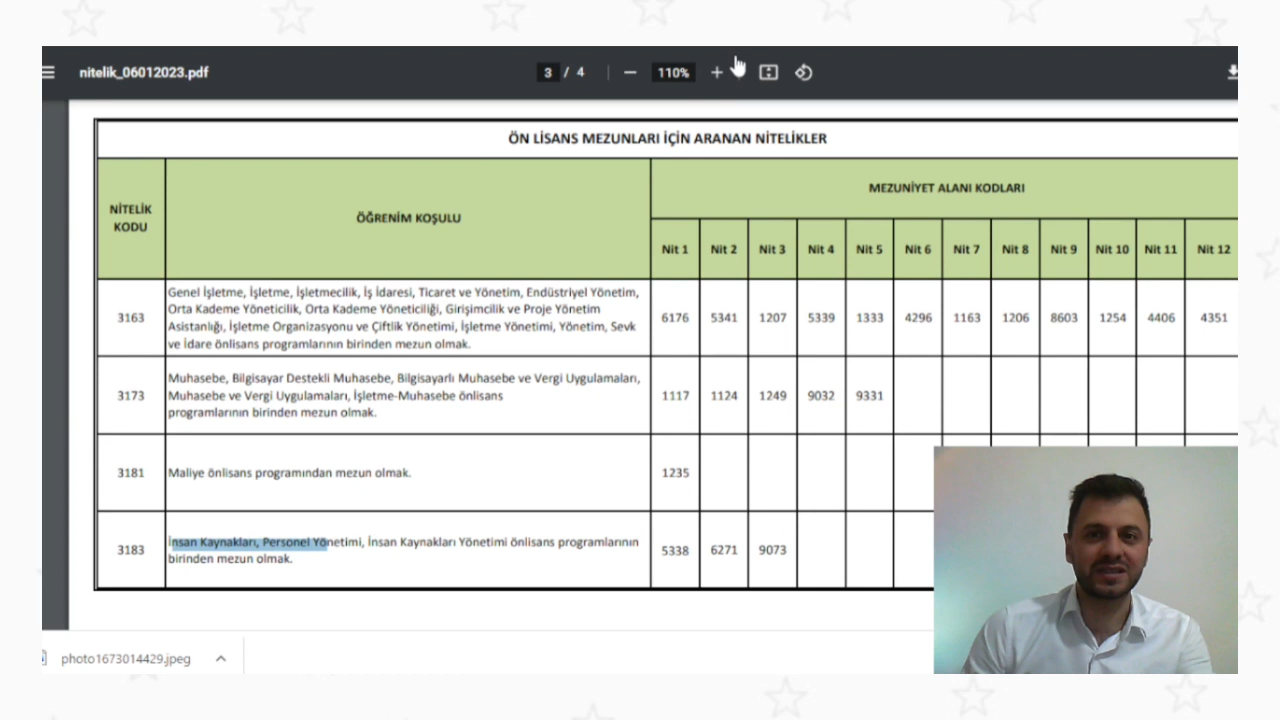 nitelik_06012023.pdf
3 / 4
110%
ÖN LİSANS MEZUNLARI İÇİN ARANAN NİTELİKLER
NİTELİK KODU
ÖĞRENİM KOŞULU
MEZUNİYET ALANI KODLARI
Nit 1 Nit 2 Nit 3 Nit 4 Nit 5 Nit 6 Nit 7 Nit 8 Nit 9 Nit 10 Nit 11 Nit 12
3163
Genel İşletme, İşletme, İşletmecilik, İş İdaresi, Ticaret ve Yönetim, Endüstriyel Yönetim,
Orta Kademe Yöneticilik, Orta Kademe Yöneticiliği, Girişimcilik ve Proje Yönetim
Asistanlığı, İşletme Organizasyonu ve Çiftlik Yönetimi, İşletme Yönetimi, Yönetim, Sevk
ve İdare önlisans programlarının birinden mezun olmak.
6176 5341 1207 5339 1333 4296 1163 1206 8603 1254 4406 4351
3173
Muhasebe, Bilgisayar Destekli Muhasebe, Bilgisayarlı Muhasebe ve Vergi Uygulamaları,
Muhasebe ve Vergi Uygulamaları, İşletme-Muhasebe önlisans
programlarının birinden mezun olmak.
1117 1124 1249 9032 9331
3181
Maliye önlisans programından mezun olmak.
1235
3183
İnsan Kaynakları, Personel Yönetimi, İnsan Kaynakları Yönetimi önlisans programlarının
birinden mezun olmak.
5338 6271 9073
photo1673014429.jpeg